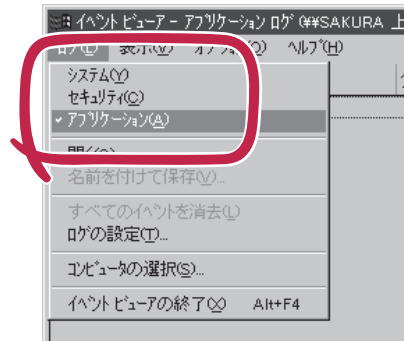 イベント ビューア - アプリケーション ログ (¥¥SAKURA 上
ログ(L) 表示(V) オプション(O) ヘルプ(H)
システム(Y)
セキュリティ(C)
アプリケーション(A)
開く(O)
名前を付けて保存(V)...
すべてのイベントを消去(L)
ログの設定(T)...
コンピュータの選択(S)...
イベント ビューアの終了(X) Alt+F4